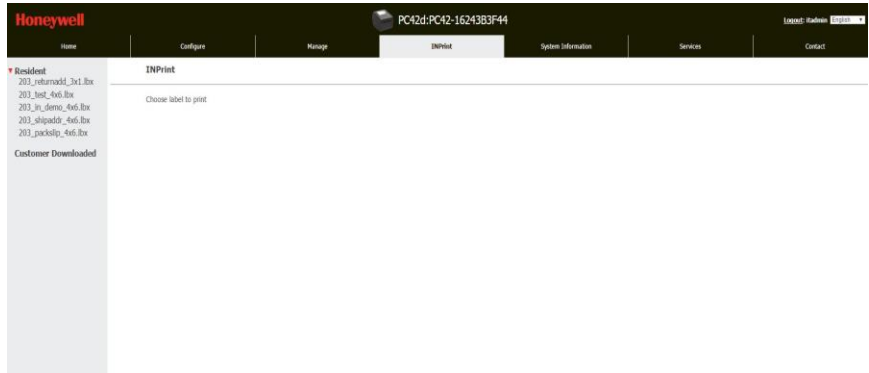 Honeywell
PC42d:PC42-16243B3F44
Logout: itadmin English
Home Configure Manage INPrint System Information Services Contact
Resident
203_returnadd_3x1.lbx
203_test_4x6.lbx
203_in_demo_4x6.lbx
203_shipaddr_4x6.lbx
203_packslip_4x6.lbx
Customer Downloaded
INPrint
Choose label to print